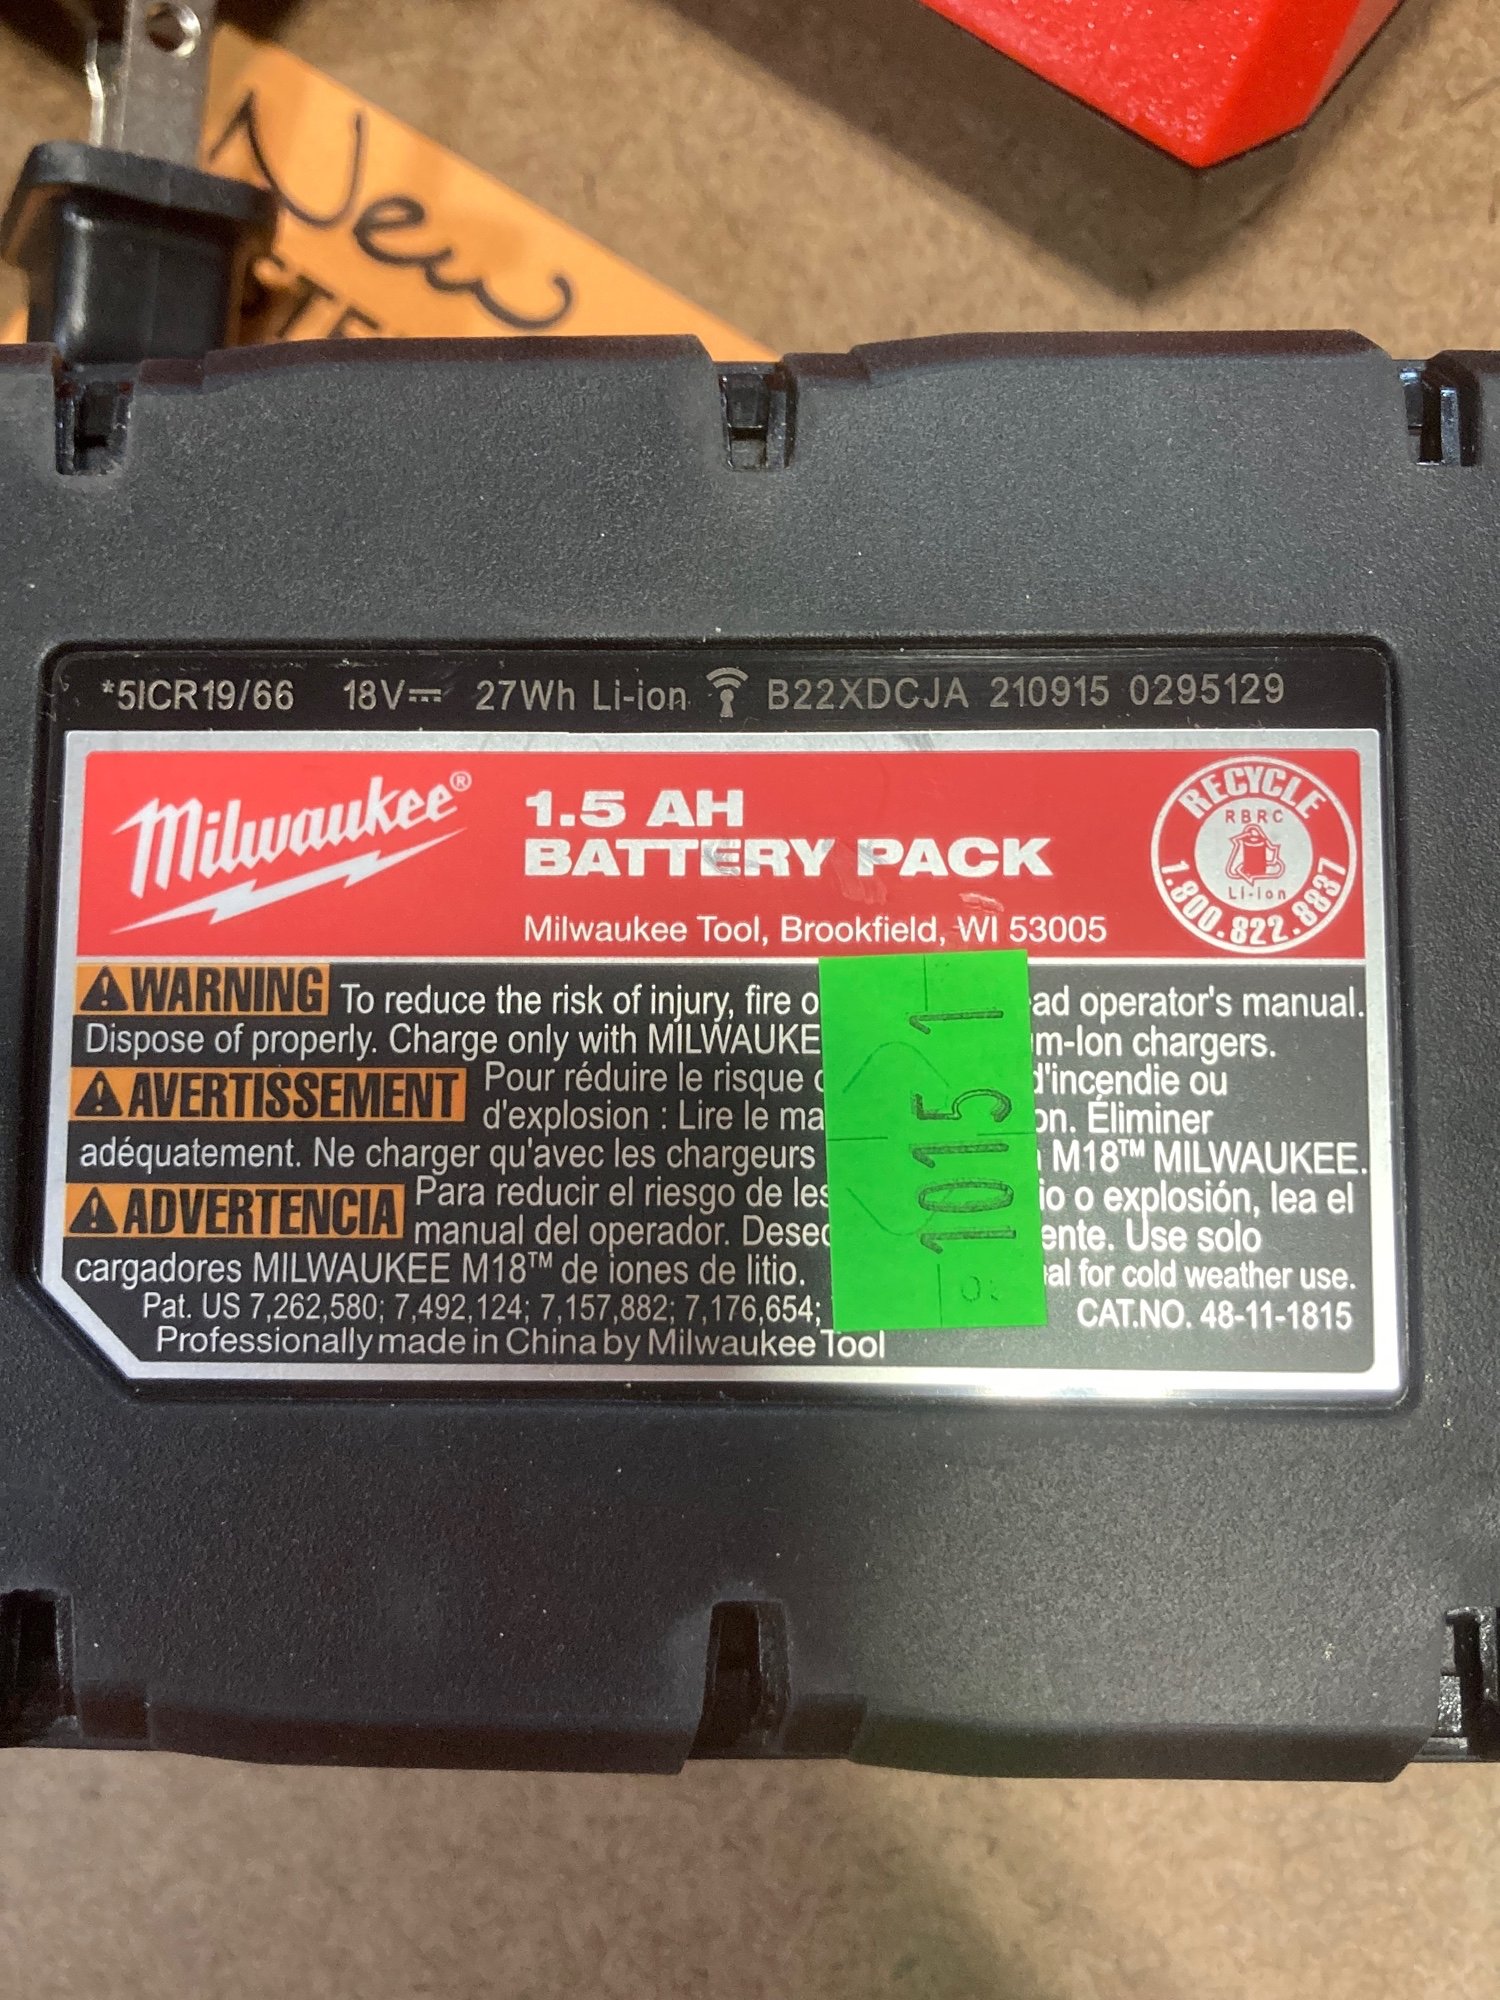 New
*5ICR19/66 18V⎓ 27Wh Li-ion B22XDCJA 210915 0295129
Milwaukee®
1.5 AH
BATTERY PACK
Milwaukee Tool, Brookfield, WI 53005
RECYCLE
RBRC
Li-Ion
1.800.822.8837
WARNING To reduce the risk of injury, fire ad operator's manual.
Dispose of properly. Charge only with MILWAUKE m-Ion chargers.
AVERTISSEMENT Pour réduire le risque d'incendie ou
d'explosion : Lire le ma on. Éliminer
adéquatement. Ne charger qu'avec les chargeurs M18™ MILWAUKEE.
ADVERTENCIA Para reducir el riesgo de les io o explosión, lea el
manual del operador. Desec ente. Use solo
cargadores MILWAUKEE M18™ de iones de litio. al for cold weather use.
Pat. US 7,262,580; 7,492,124; 7,157,882; 7,176,654; CAT.NO. 48-11-1815
Professionally made in China by Milwaukee Tool
1015 1